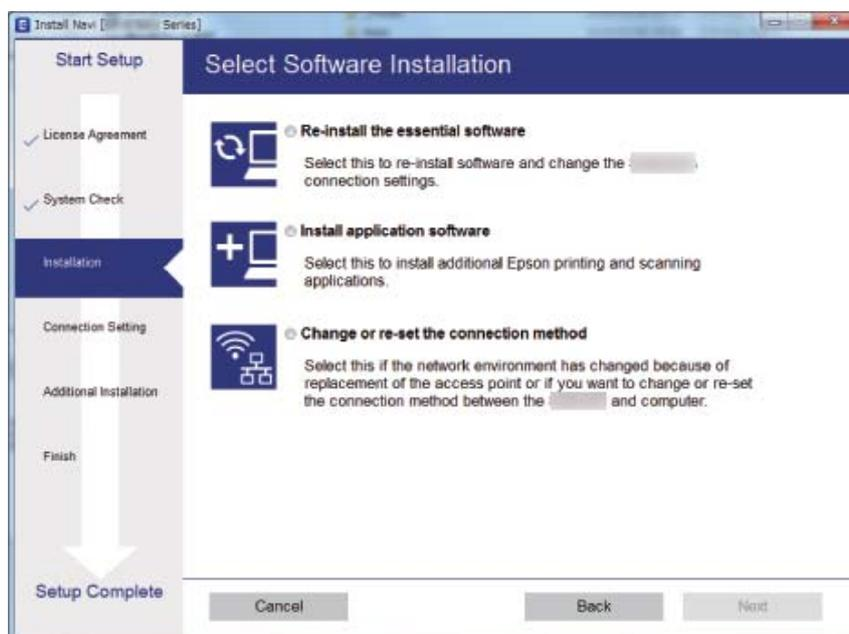 Install Navi [ Series]
Start Setup
Select Software Installation
License Agreement
System Check
Installation
Connection Setting
Additional Installation
Finish
Setup Complete
Re-install the essential software
Select this to re-install software and change the
connection settings.
Install application software
Select this to install additional Epson printing and scanning
applications.
Change or re-set the connection method
Select this if the network environment has changed because of
replacement of the access point or if you want to change or re-set
the connection method between the and computer.
Cancel
Back
Next